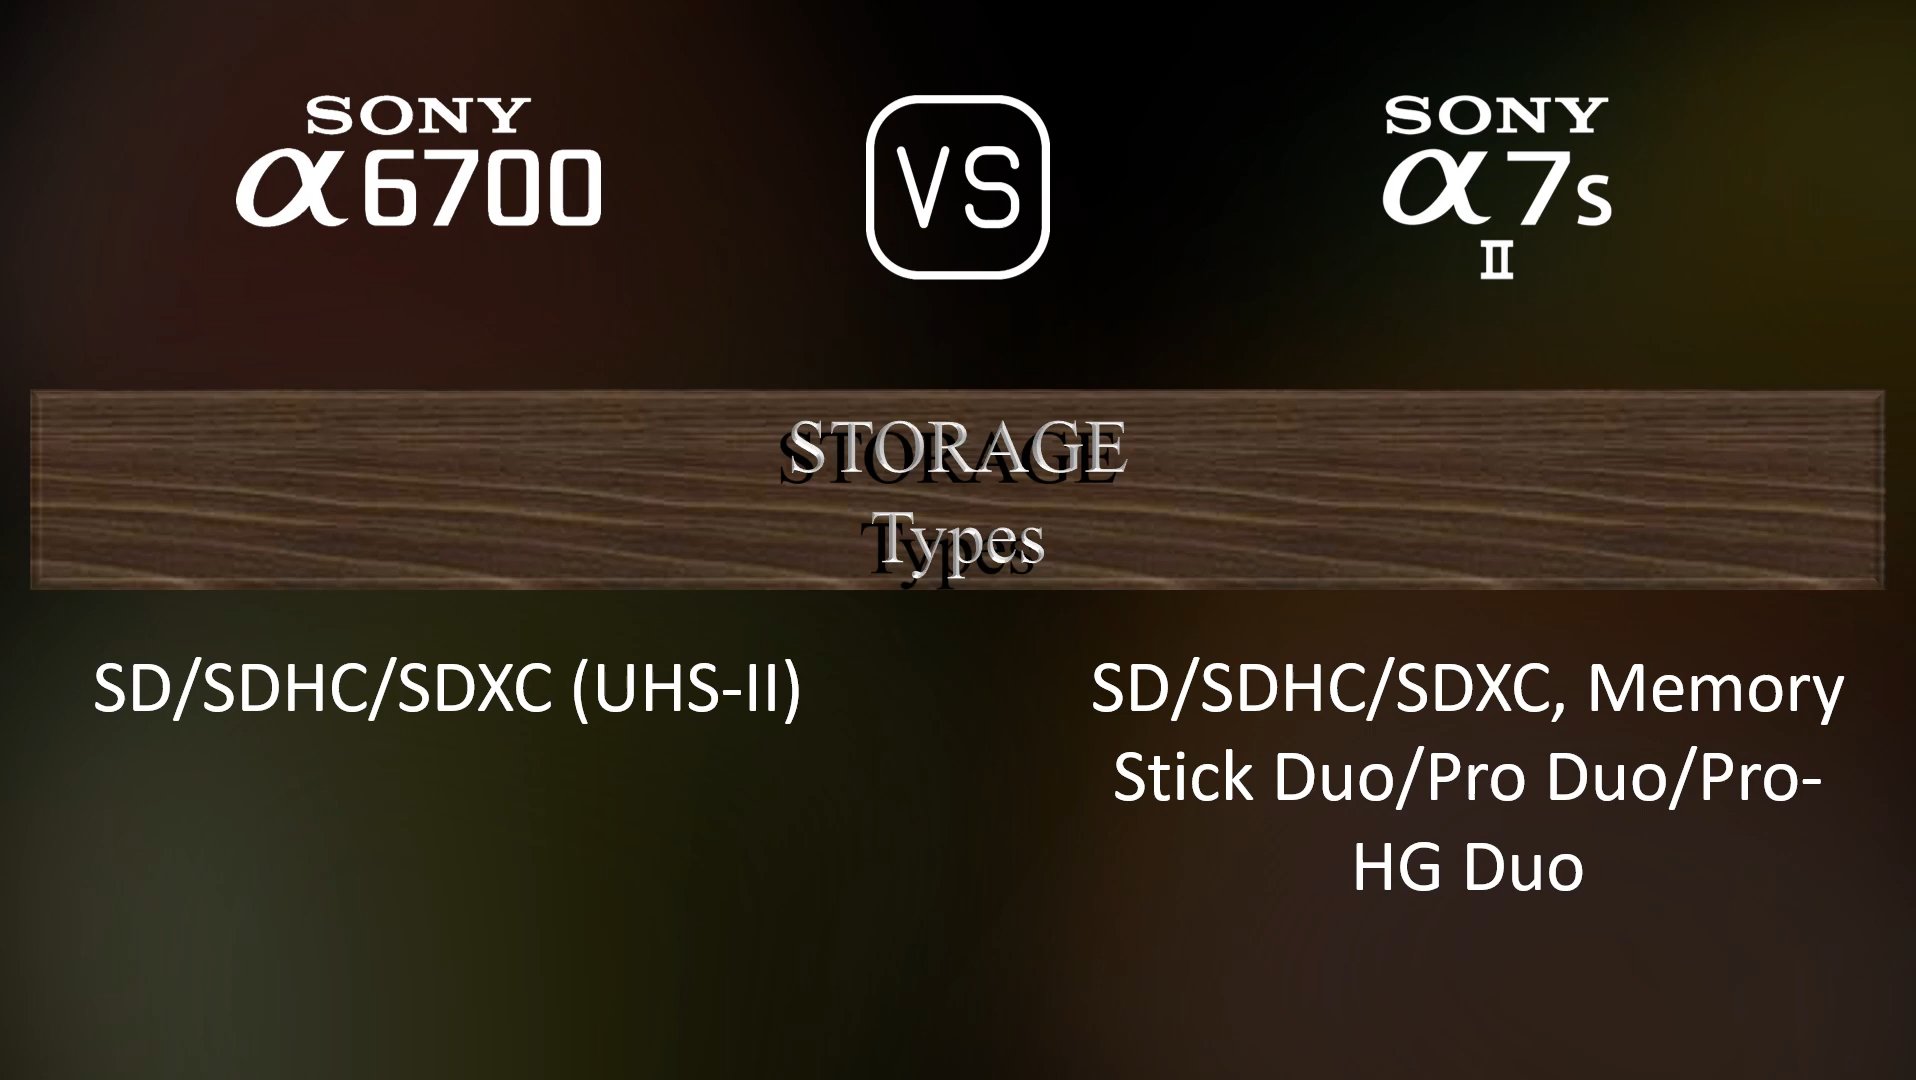 SONY
α6700
VS
SONY
α7s
II
STORAGE
Types
SD/SDHC/SDXC (UHS-II)
SD/SDHC/SDXC, Memory
Stick Duo/Pro Duo/Pro-
HG Duo